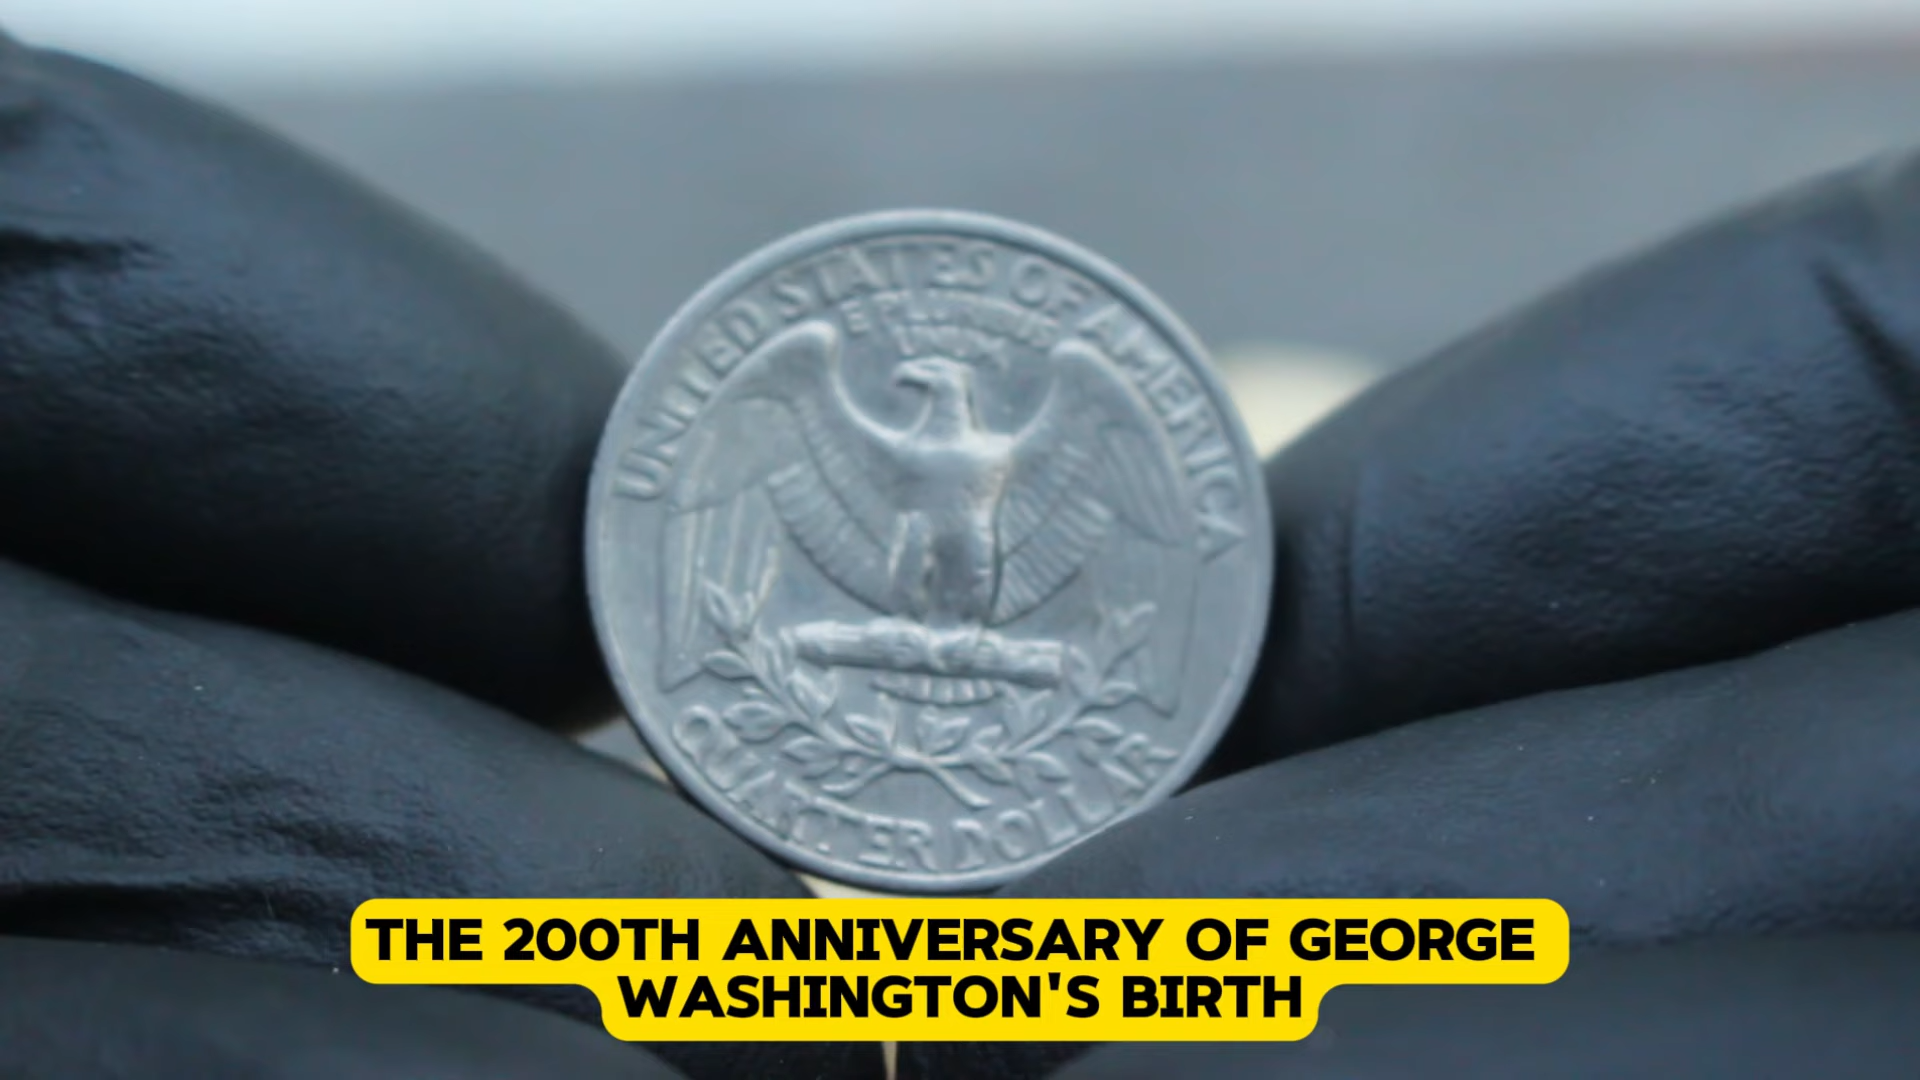 UNITED STATES OF AMERICA
E PLURIBUS
UNUM
QUARTER DOLLAR
THE 200TH ANNIVERSARY OF GEORGE
WASHINGTON'S BIRTH